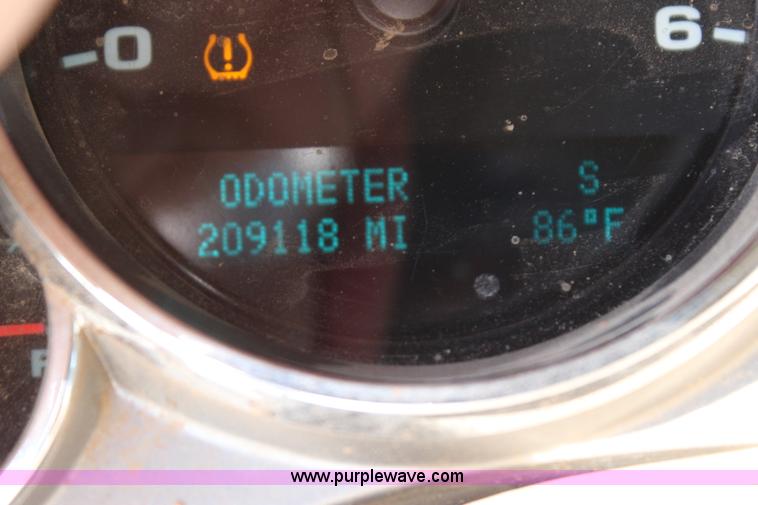 0 6
ODOMETER S
209118 MI 86°F
www.purplewave.com